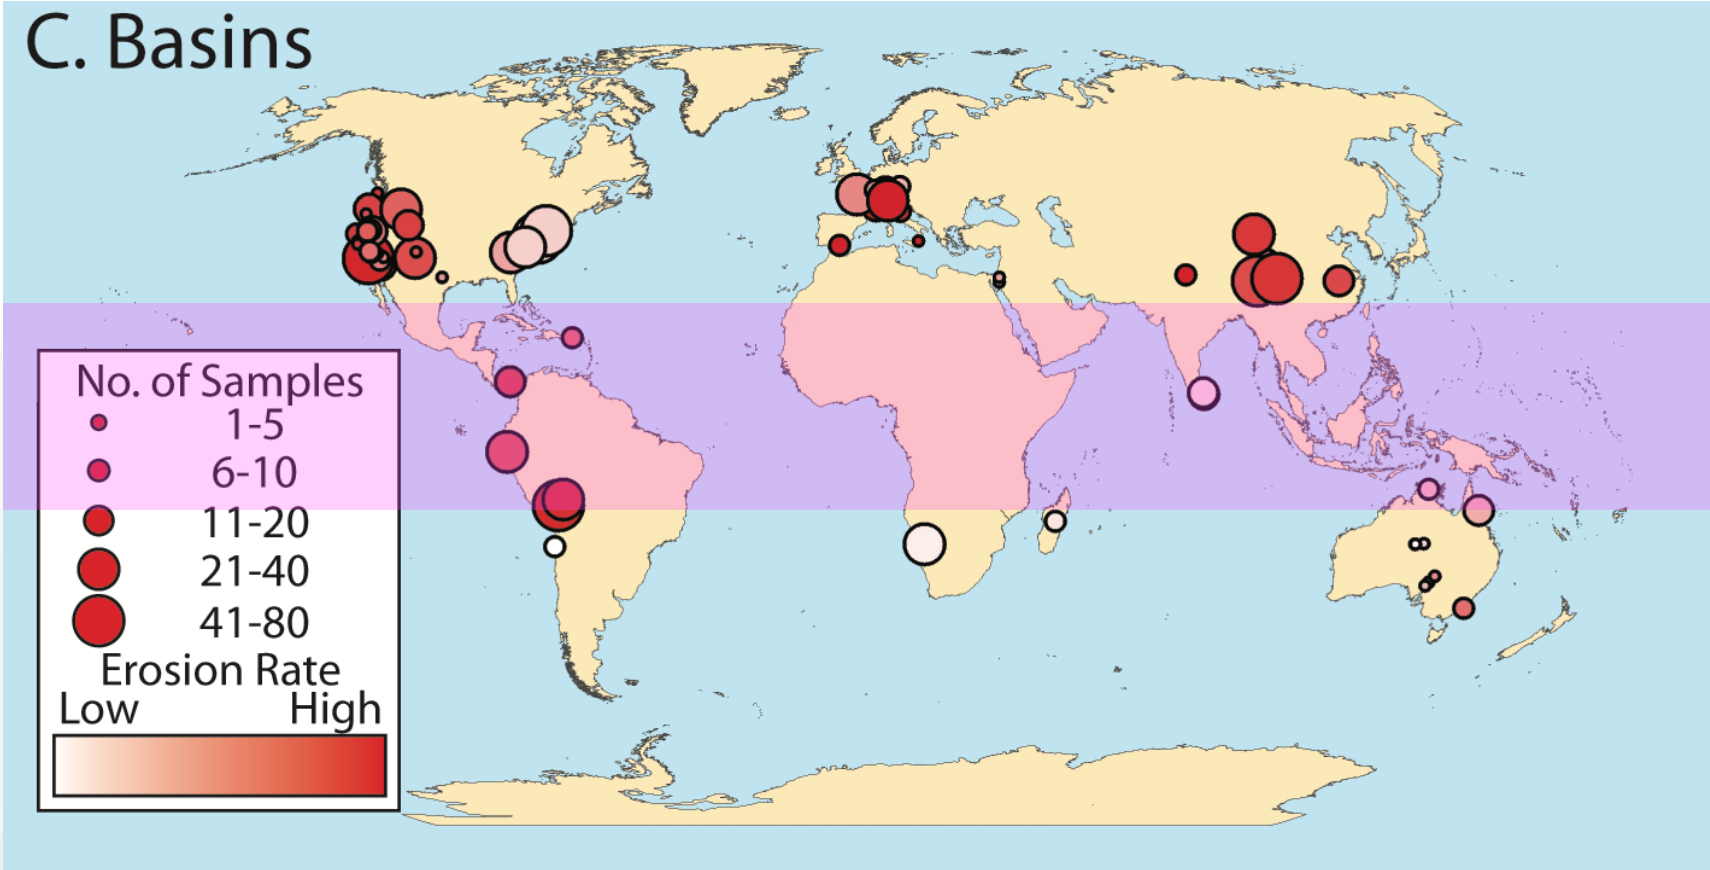 C. Basins
No. of Samples
1-5
6-10
11-20
21-40
41-80
Erosion Rate
Low High